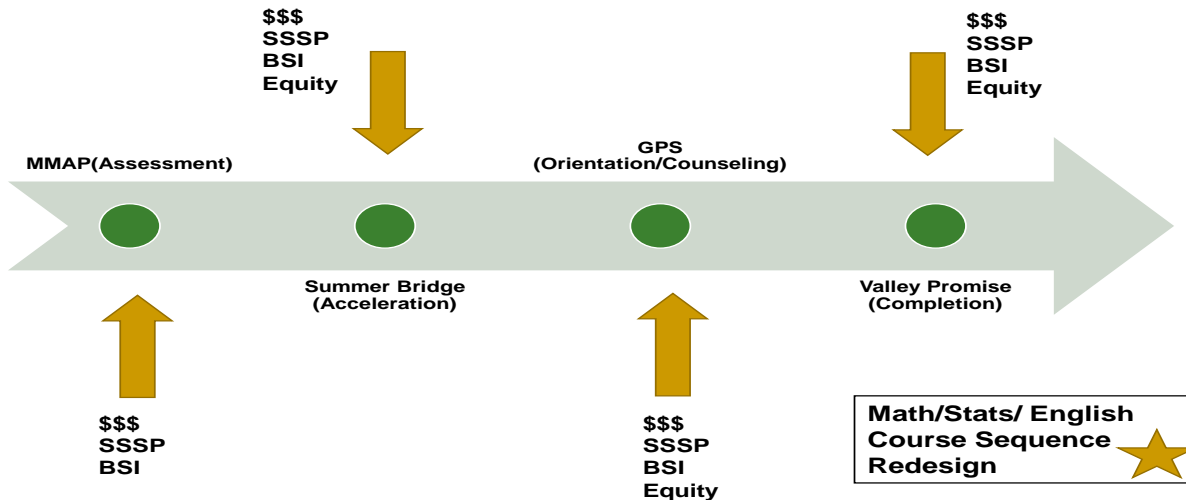 $$$
SSSP
BSI
Equity
$$$
SSSP
BSI
Equity
MMAP(Assessment)
GPS
(Orientation/Counseling)
Summer Bridge
(Acceleration)
Valley Promise
(Completion)
$$$
SSSP
BSI
$$$
SSSP
BSI
Equity
Math/Stats/ English
Course Sequence
Redesign